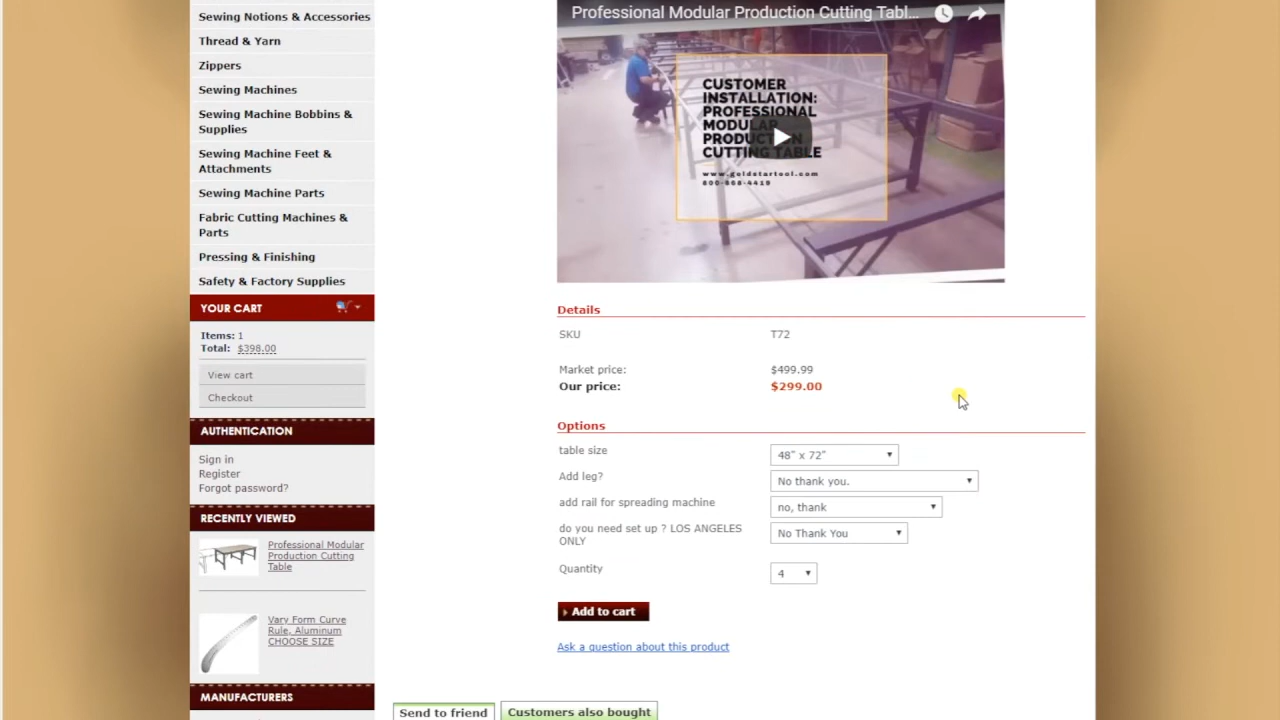 Sewing Notions & Accessories
Thread & Yarn
Zippers
Sewing Machines
Sewing Machine Bobbins &
Supplies
Sewing Machine Feet &
Attachments
Sewing Machine Parts
Fabric Cutting Machines &
Parts
Pressing & Finishing
Safety & Factory Supplies
YOUR CART
Items: 1
Total: $398.00
View cart
Checkout
AUTHENTICATION
Sign in
Register
Forgot password?
RECENTLY VIEWED
Professional Modular
Production Cutting
Table
Vary Form Curve
Rule, Aluminum
CHOOSE SIZE
MANUFACTURERS
Professional Modular Production Cutting Tabl...
CUSTOMER
INSTALLATION:
PROFESSIONAL
MODULAR
PRODUCTION
CUTTING TABLE
www.goldstartool.com
800-868-4419
Details
SKU T72
Market price: $499.99
Our price: $299.00
Options
table size 48" x 72"
Add leg? No thank you.
add rail for spreading machine no, thank
do you need set up ? LOS ANGELES
ONLY No Thank You
Quantity 4
Add to cart
Ask a question about this product
Send to friend Customers also bought